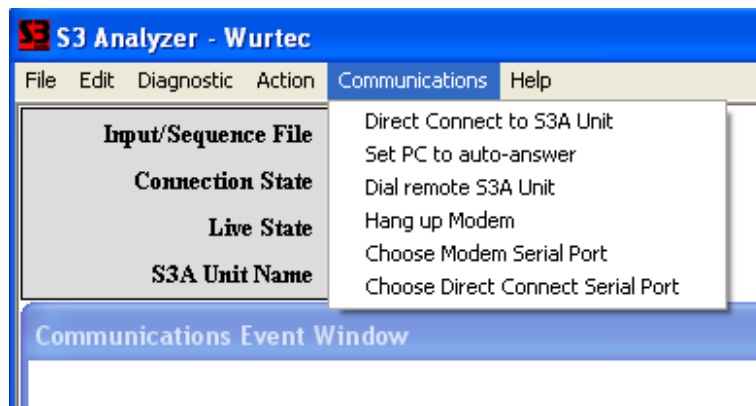 S3 S3 Analyzer - Wurtec
File Edit Diagnostic Action Communications Help
Input/Sequence File
Connection State
Live State
S3A Unit Name
Direct Connect to S3A Unit
Set PC to auto-answer
Dial remote S3A Unit
Hang up Modem
Choose Modem Serial Port
Choose Direct Connect Serial Port
Communications Event Window